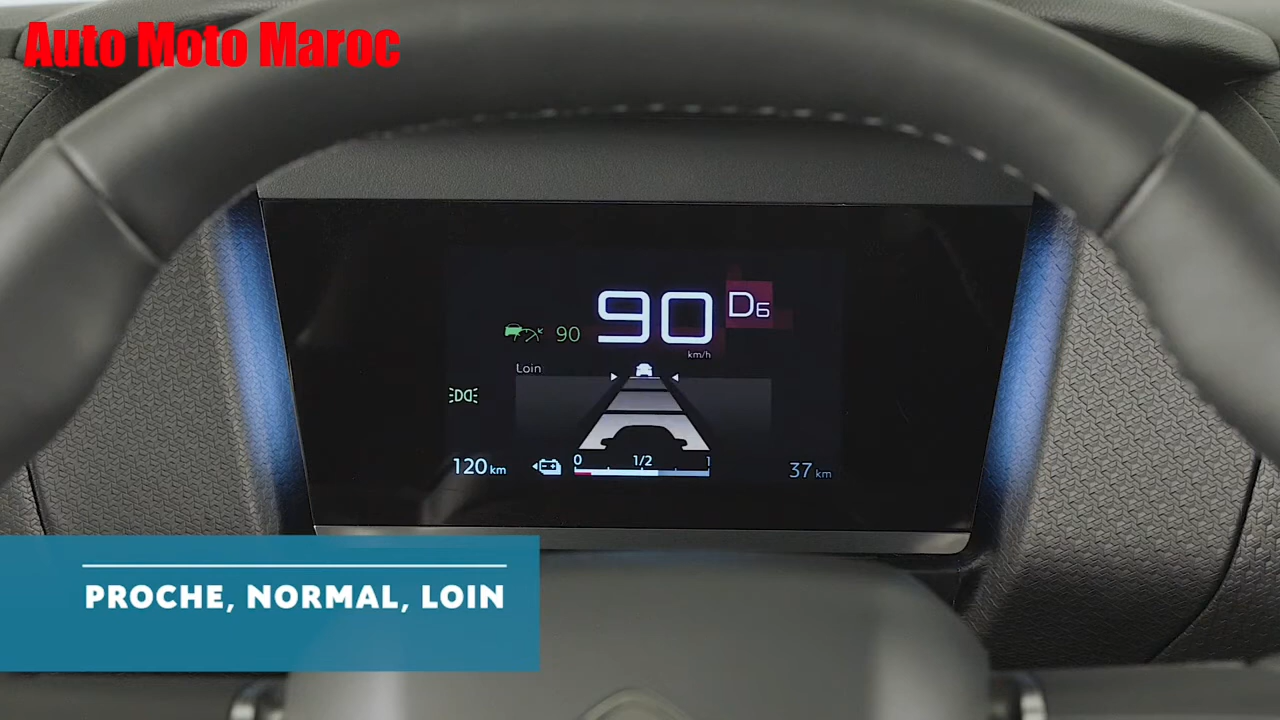 Auto Moto Maroc
90 D6
90
km/h
Loin
120 km
0 1/2 1
37 km
PROCHE, NORMAL, LOIN